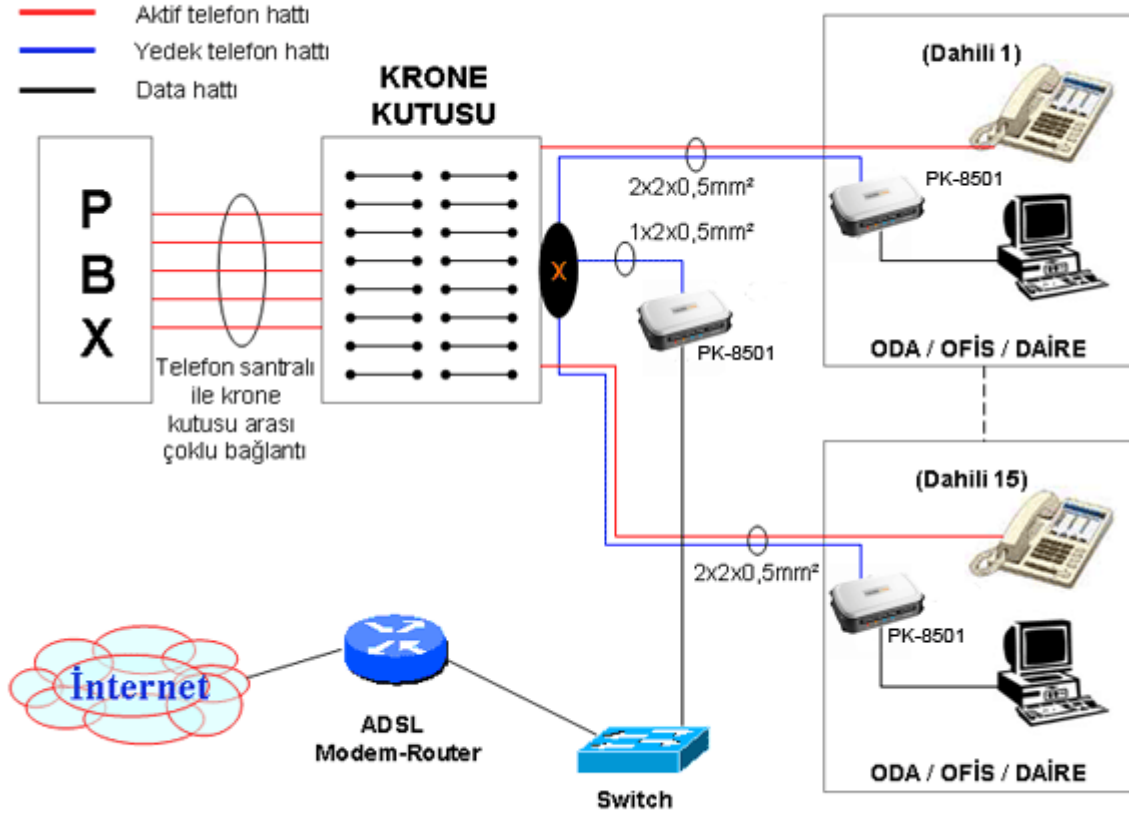 Aktif telefon hattı
Yedek telefon hattı
Data hattı
KRONE
KUTUSU
P
B
X
Telefon santralı
ile krone
kutusu arası
çoklu bağlantı
X
2x2x0,5mm²
1x2x0,5mm²
PK-8501
(Dahili 1)
PK-8501
ODA / OFİS / DAİRE
(Dahili 15)
2x2x0,5mm²
PK-8501
ODA / OFİS / DAİRE
İnternet
ADSL
Modem-Router
Switch